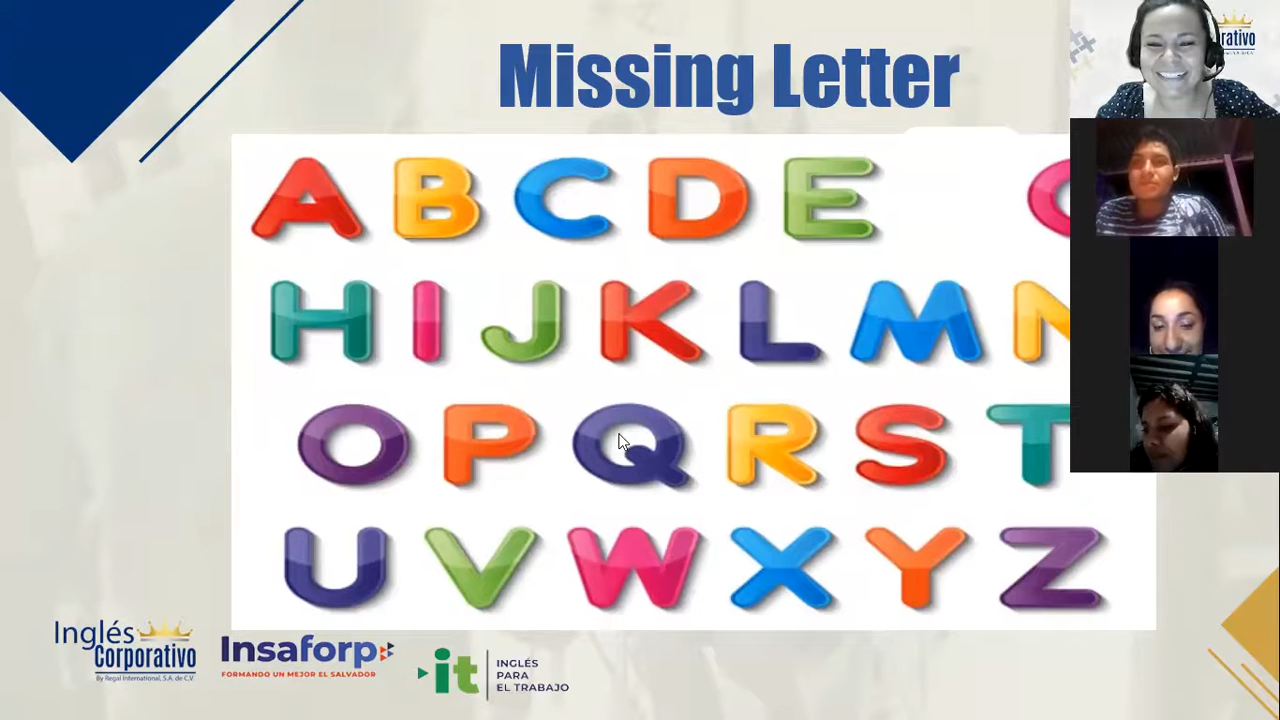 Missing Letter
A B C D E
H I J K L M N
O P Q R S T
U V W X Y Z
Inglés
Corporativo
By Regal International, S.A. de C.V.
Insaforp
FORMANDO UN MEJOR EL SALVADOR
it
INGLÉS
PARA
EL TRABAJO
rativo